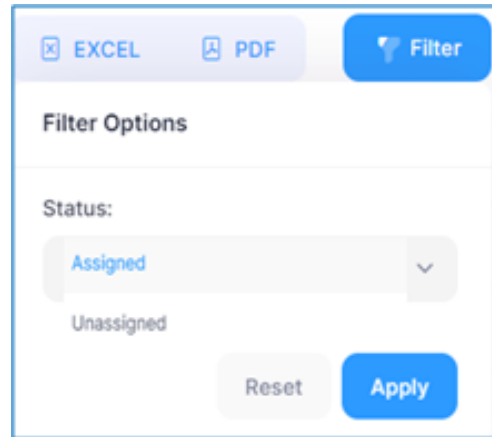 EXCEL PDF Filter
Filter Options
Status:
Assigned
Unassigned
Reset Apply